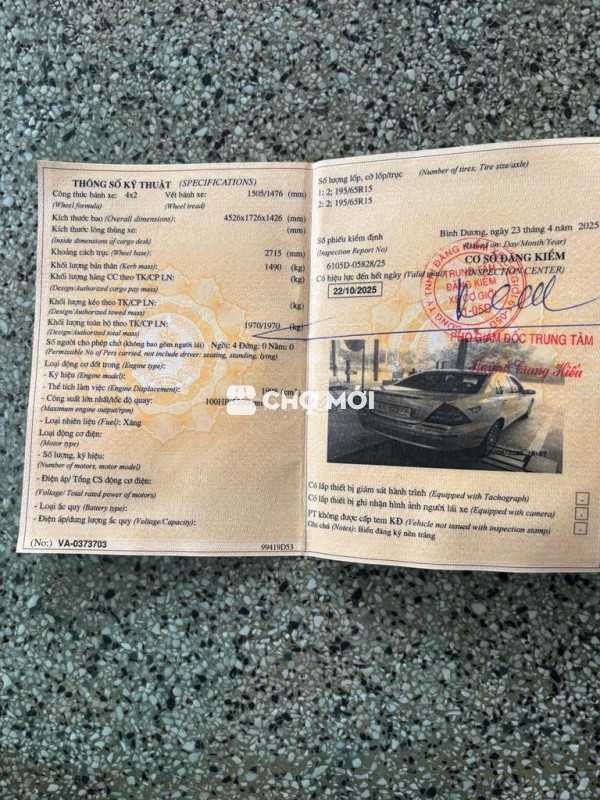 THÔNG SỐ KỸ THUẬT (SPECIFICATIONS)
Công thức bánh xe: 4x2 Vết bánh xe: 1505/1476 (mm)
(Wheel formula) (Wheel tread)
Kích thước bao (Overall dimensions): 4526x1726x1426 (mm)
Kích thước lòng thùng xe: (mm)
(Inside dimensions of cargo desk)
Khoảng cách trục (Wheel base): 2715 (mm)
Khối lượng bản thân (Kerb mass): 1490 (kg)
Khối lượng hàng CC theo TK/CP LN: (kg)
(Design/Authorized cargo pay mass)
Khối lượng kéo theo TK/CP LN: (kg)
(Design/Authorized towed mass)
Khối lượng toàn bộ theo TK/CP LN: 1970/1970 (kg)
(Design/Authorized total mass)
Số người cho phép chở (không bao gồm người lái) Ngồi: 4 Đứng: 0 Nằm: 0
(Permissible No of Pers carried, not include driver: seating, standing, lying)
Loại động cơ đốt trong (Engine type):
- Ký hiệu (Engine model):
- Thể tích làm việc (Engine Displacement):
- Công suất lớn nhất/tốc độ quay: 100
(Maximum engine output/rpm)
CHỢ MỚI
- Loại nhiên liệu (Fuel): Xăng
Loại động cơ điện:
(Motor type)
- Số lượng, ký hiệu:
(Number of motors, motor model)
- Điện áp/ Tổng CS động cơ điện:
(Voltage/ Total rated power of motors)
- Loại ắc quy (Battery type):
- Điện áp/dung lượng ắc quy (Voltage/Capacity):
(No:) VA-0373703 99419D53
Số lượng lốp, cỡ lốp/trục (Number of tires; Tire size/axle)
1: 2; 195/65R15
2: 2; 195/65R15
Bình Dương, ngày 23 tháng 4 năm 2025
Số phiếu kiểm định (Issued on: Day/Month/Year)
(Inspection Report No) CƠ SỞ ĐĂNG KIỂM
6105D-05828/25 (INSPECTION CENTER)
Có hiệu lực đến hết ngày (Valid until)
22/10/2025
TRUNG TÂM
ĐĂNG KIỂM
XE CƠ GIỚI
61-05D
PHÓ GIÁM ĐỐC TRUNG TÂM
Trung Hiếu
Có lắp thiết bị giám sát hành trình (Equipped with Tachograph) -
Có lắp thiết bị ghi nhận hình ảnh người lái xe (Equipped with camera) -
PT không được cấp tem KĐ (Vehicle not issued with inspection stamp) -
Ghi chú (Notes): Biển đăng ký nền trắng